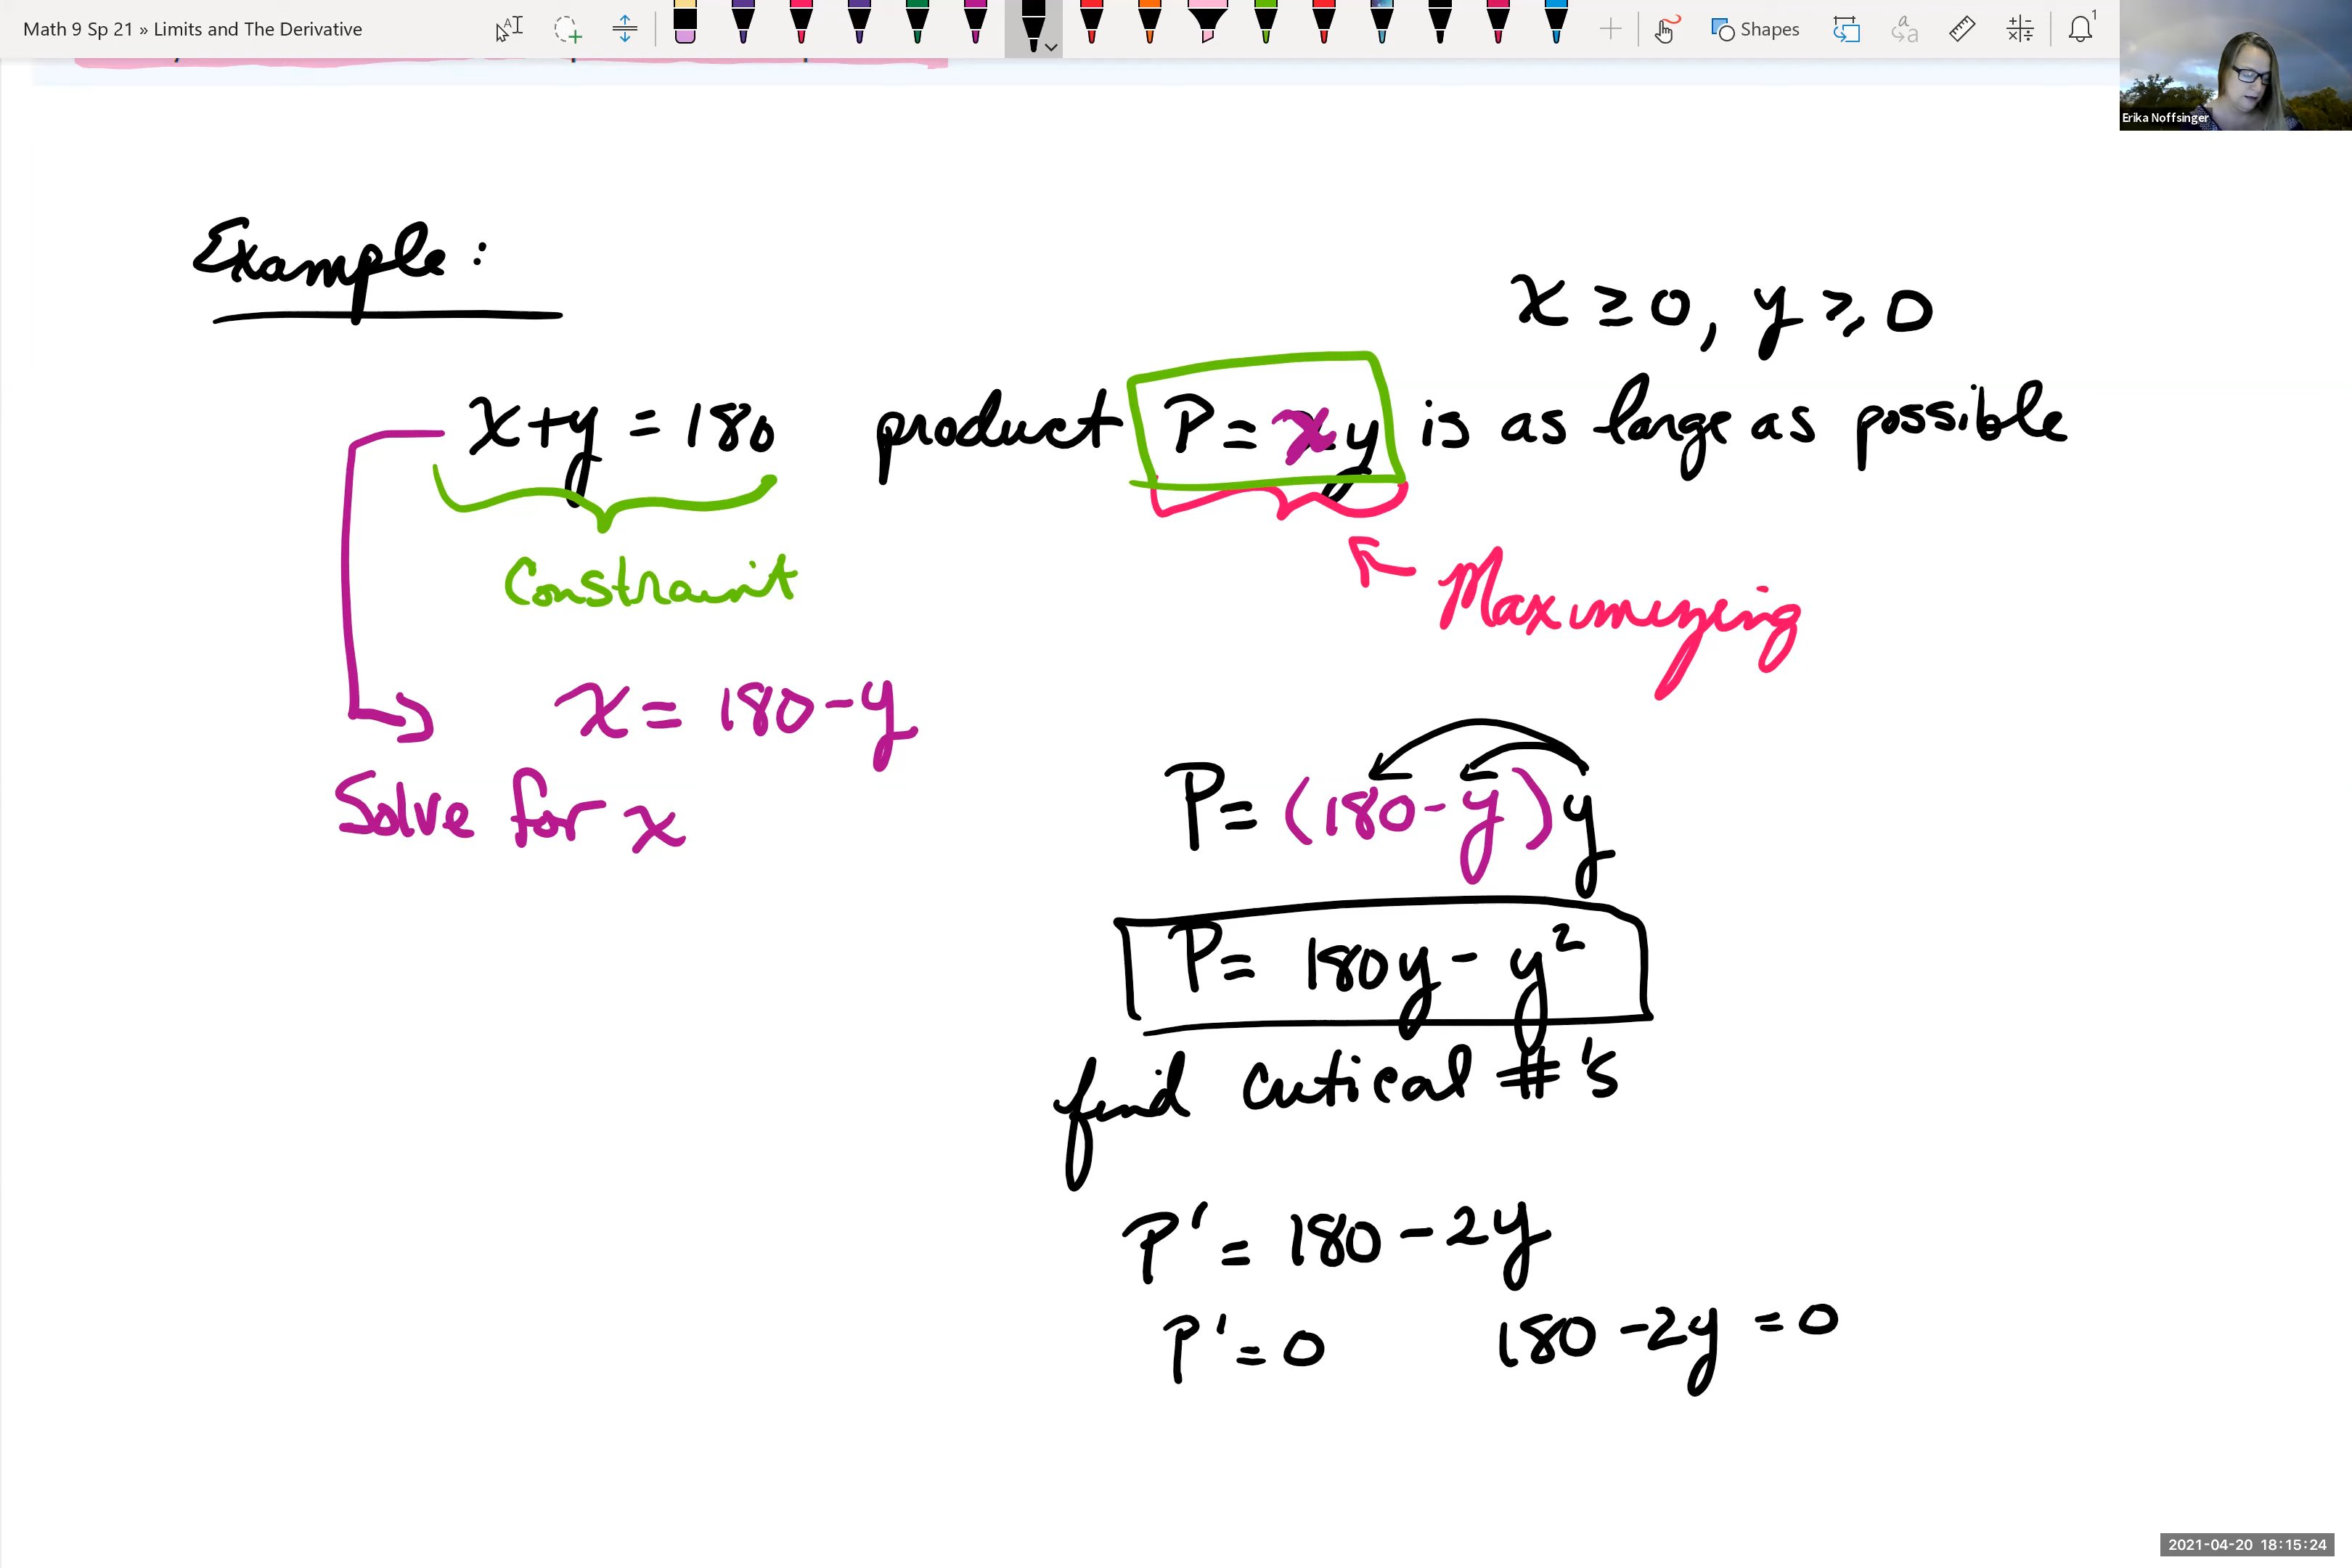 Math 9 Sp 21 » Limits and The Derivative
Shapes
1
Erika Noffsinger
Example:
x ≥ 0, y ≥ 0
x+y = 180 product P = xy is as large as possible
Constraint
Maximizing
x = 180 - y
Solve for x
P = (180 - y) y
P = 180y - y²
find critical #'s
P' = 180 - 2y
P' = 0 180 - 2y = 0
2021-04-20 18:15:24